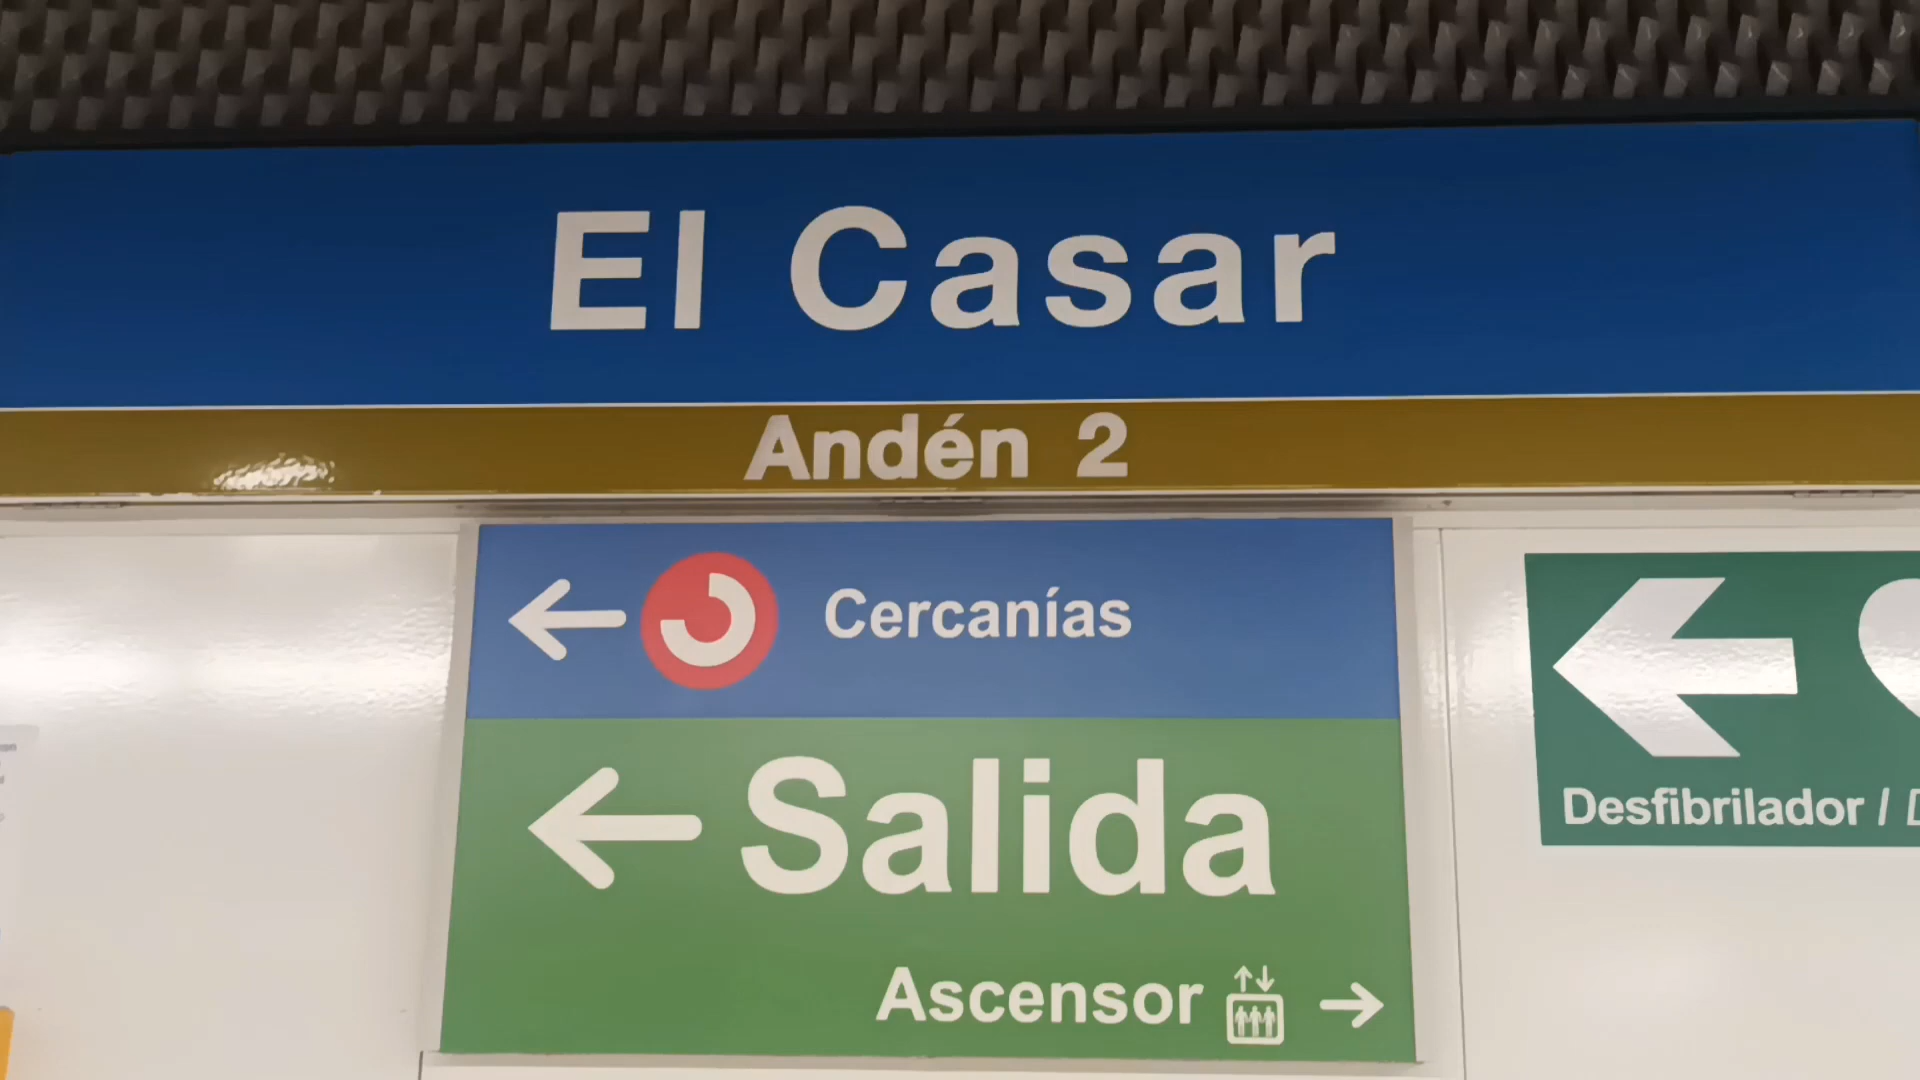 El Casar
Andén 2
Cercanías
Salida
Ascensor
Desfibrilador /